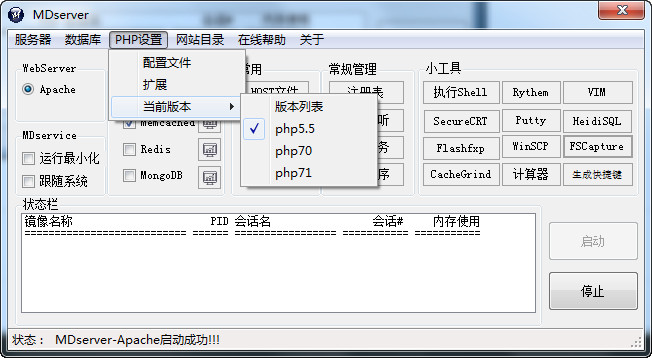 MDserver
服务器 数据库 PHP设置 网站目录 在线帮助 关于
配置文件
扩展
当前版本
版本列表
php5.5
php70
php71
WebServer
Apache
MDservice
运行最小化
跟随系统
Memcached
Redis
MongoDB
常用
HOST文件
常规管理
注册表
听
务
序
小工具
执行Shell Rythem VIM
SecureCRT Putty HeidiSQL
Flashfxp WinSCP FSCapture
CacheGrind 计算器 生成快捷键
状态栏
镜像名称 PID 会话名 会话# 内存使用
========================= ====== ================= =========== ===========
启动
停止
状态: MDserver-Apache启动成功!!!